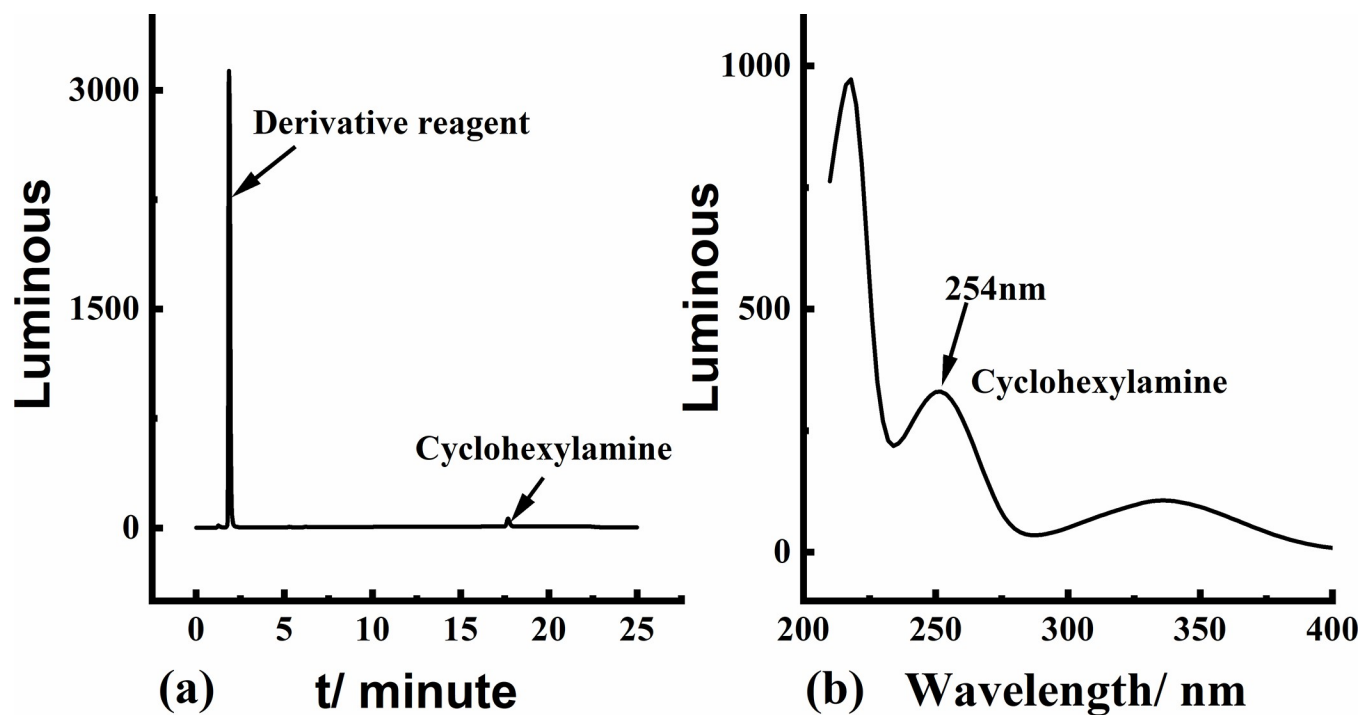 Luminous
3000
1500
0
Derivative reagent
Cyclohexylamine
0 5 10 15 20 25
(a) t/ minute
Luminous
1000
500
0
254nm
Cyclohexylamine
200 250 300 350 400
(b) Wavelength/ nm